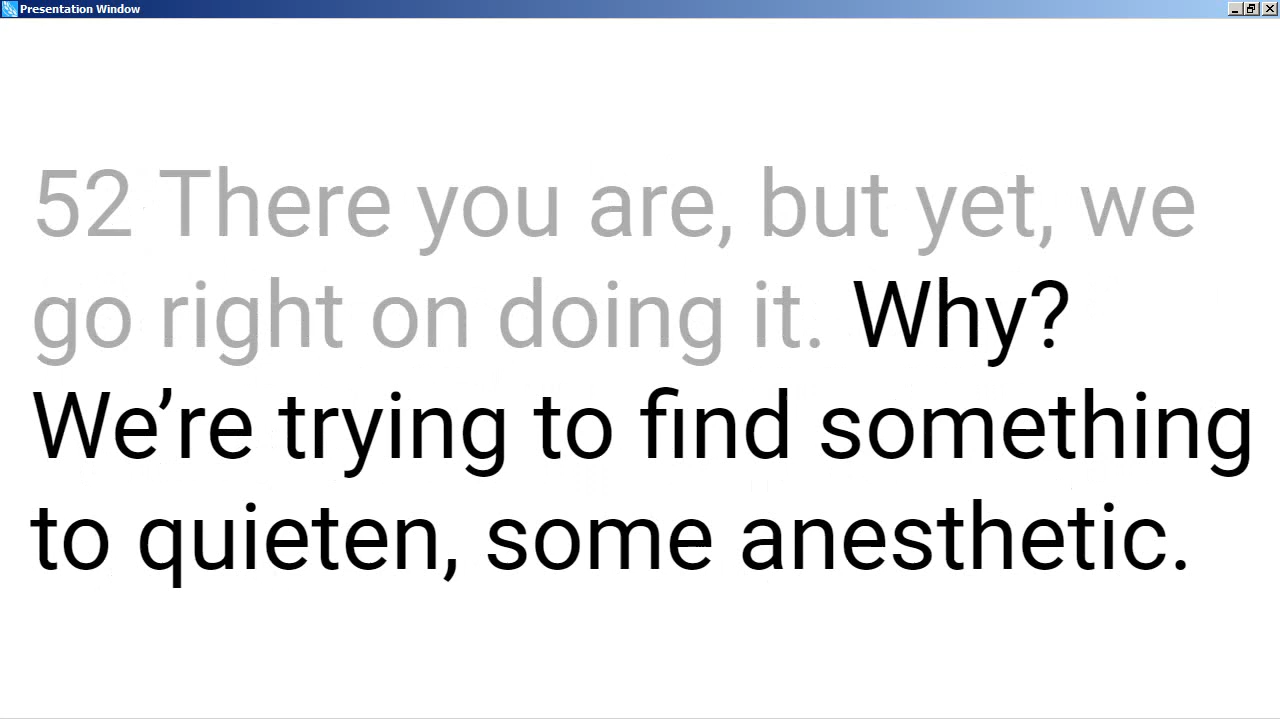 Presentation Window
52 There you are, but yet, we
go right on doing it. Why?
We’re trying to find something
to quieten, some anesthetic.